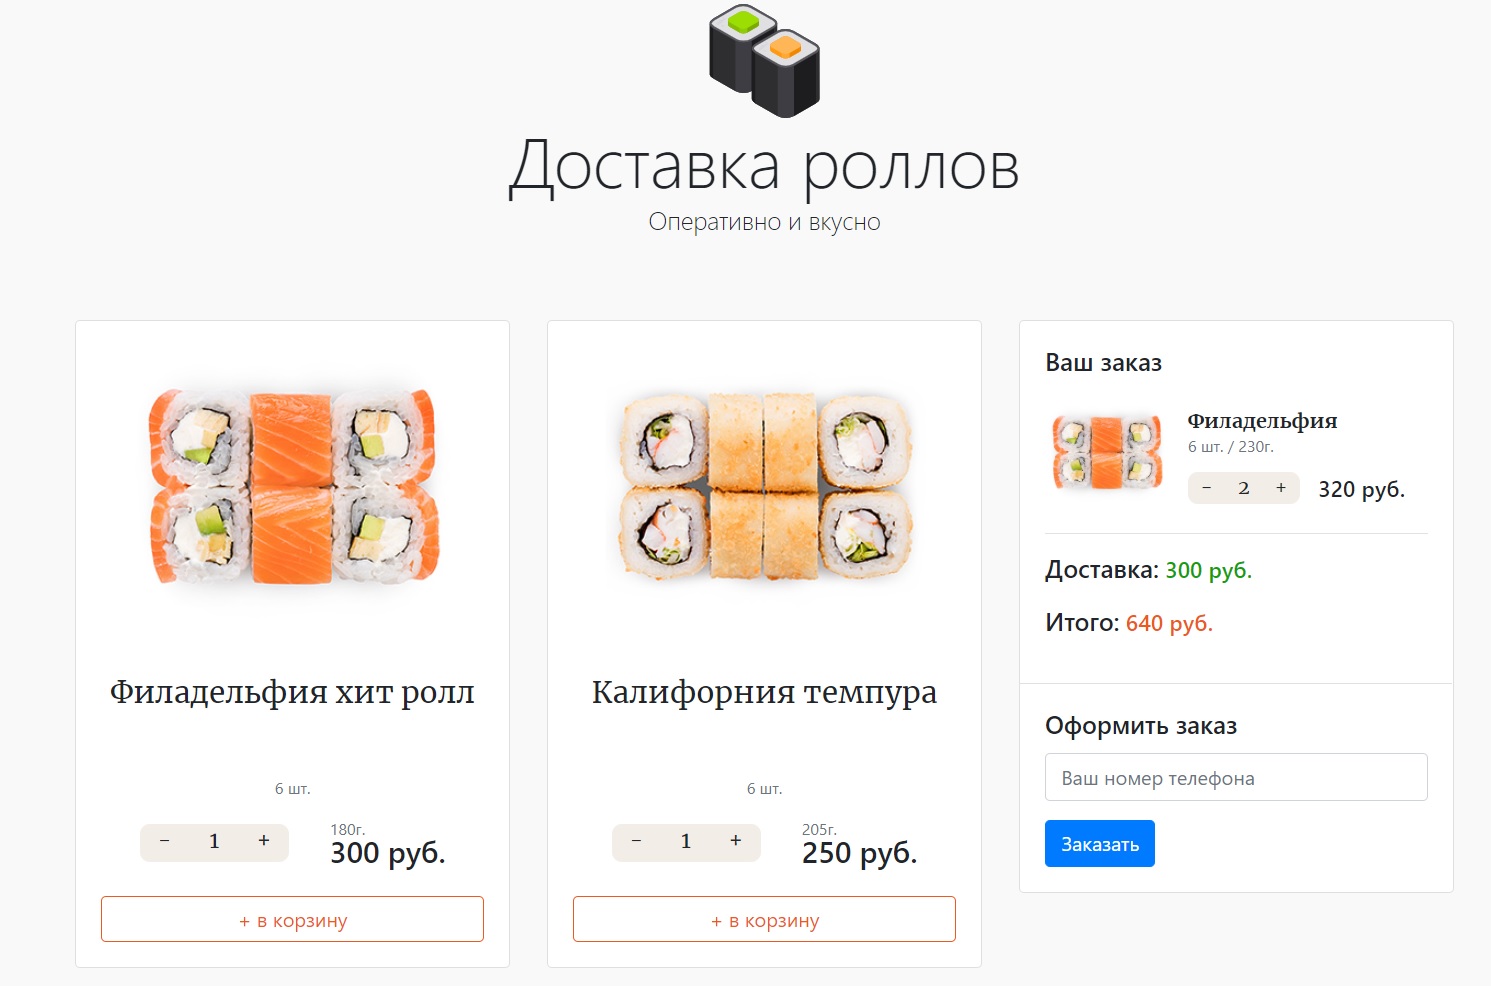 Доставка роллов
Оперативно и вкусно
Филадельфия хит ролл
6 шт.
− 1 +
180г.
300 руб.
+ в корзину
Калифорния темпура
6 шт.
− 1 +
205г.
250 руб.
+ в корзину
Ваш заказ
Филадельфия
6 шт. / 230г.
− 2 + 320 руб.
Доставка: 300 руб.
Итого: 640 руб.
Оформить заказ
Ваш номер телефона
Заказать